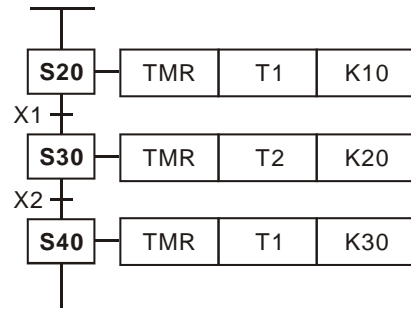 S20 TMR T1 K10
X1
S30 TMR T2 K20
X2
S40 TMR T1 K30